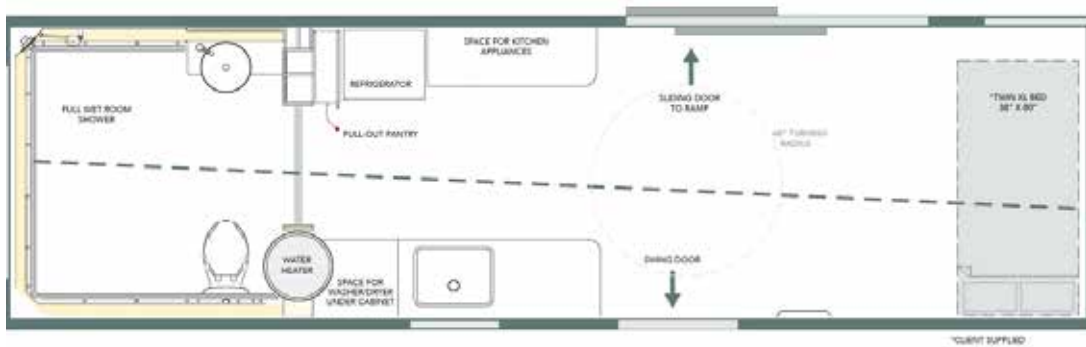 FULL WET ROOM
SHOWER
REFRIGERATOR
PULL-OUT PANTRY
SPACE FOR KITCHEN
APPLIANCES
SLIDING DOOR
TO RAMP
TURNING
RADIUS
*TWIN XL BED
38" X 80"
WATER
HEATER
SPACE FOR
WASHER/DRYER
UNDER CABINET
SWING DOOR
*CLIENT SUPPLIED